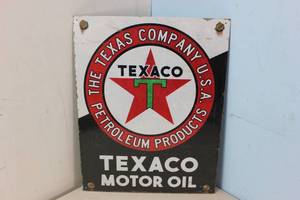 THE TEXAS COMPANY U.S.A.
TEXACO
T
PETROLEUM PRODUCTS
TEXACO
MOTOR OIL